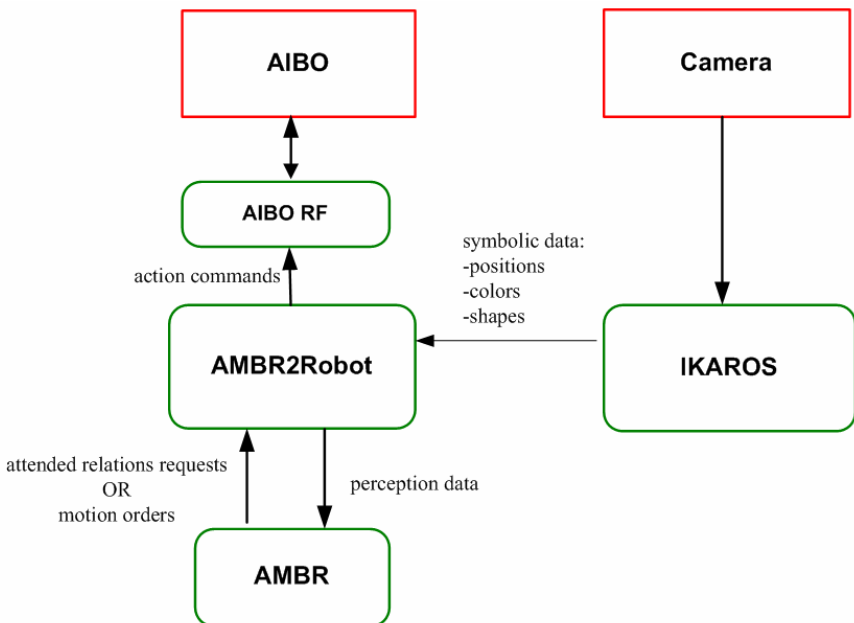 AIBO
Camera
AIBO RF
action commands
symbolic data:
-positions
-colors
-shapes
AMBR2Robot
IKAROS
attended relations requests
OR
motion orders
perception data
AMBR